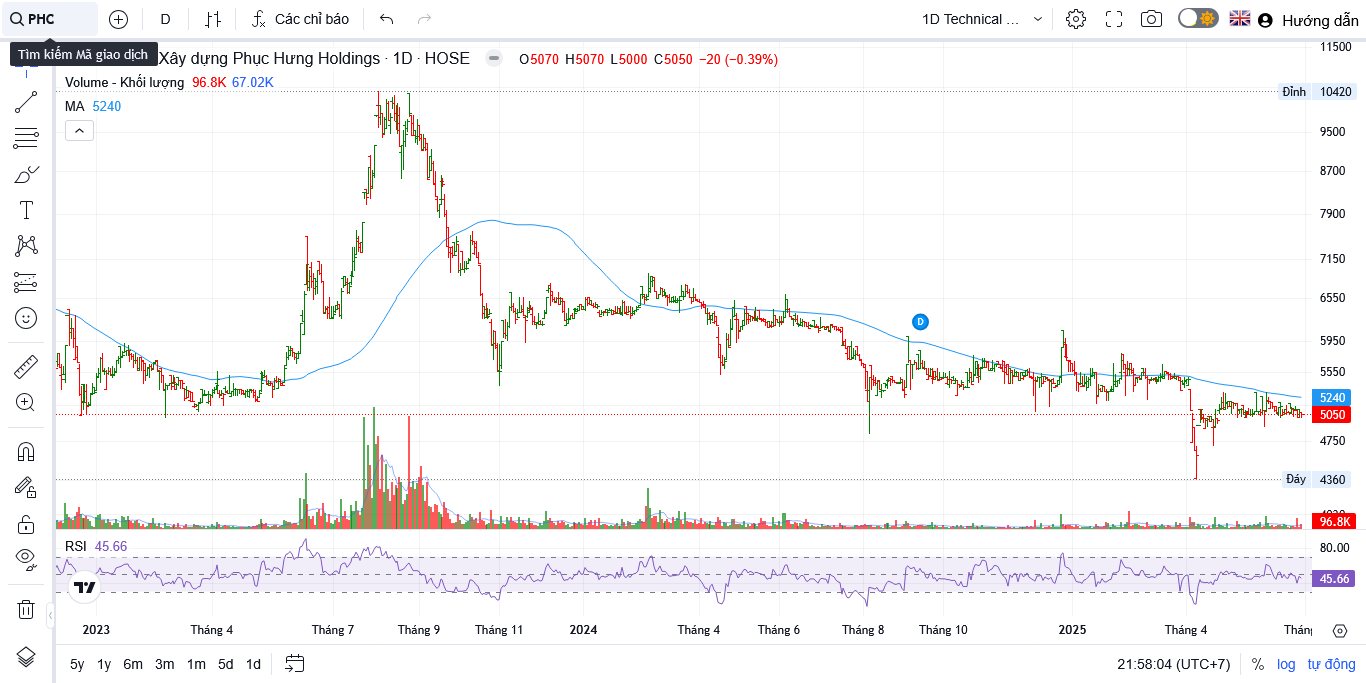 PHC
D
Các chỉ báo
1D Technical ...
Hướng dẫn
Tìm kiếm Mã giao dịch
Xây dựng Phục Hưng Holdings · 1D · HOSE
O5070 H5070 L5000 C5050 −20 (−0.39%)
Volume - Khối lượng 96.8K 67.02K
MA 5240
11500
Đỉnh 10420
9500
8700
7900
7150
6550
5950
5550
5240
5050
4750
Đáy 4360
96.8K
D
RSI 45.66
80.00
45.66
2023 Tháng 4 Tháng 7 Tháng 9 Tháng 11 2024 Tháng 4 Tháng 6 Tháng 8 Tháng 10 2025 Tháng 4
5y 1y 6m 3m 1m 5d 1d
21:58:04 (UTC+7) % log tự động